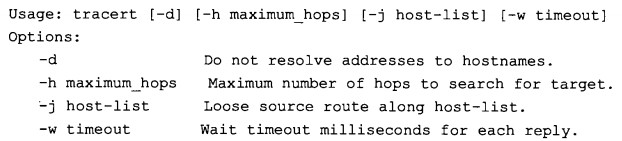 Usage: tracert [-d] [-h maximum_hops] [-j host-list] [-w timeout]
Options:
-d Do not resolve addresses to hostnames.
-h maximum_hops Maximum number of hops to search for target.
-j host-list Loose source route along host-list.
-w timeout Wait timeout milliseconds for each reply.